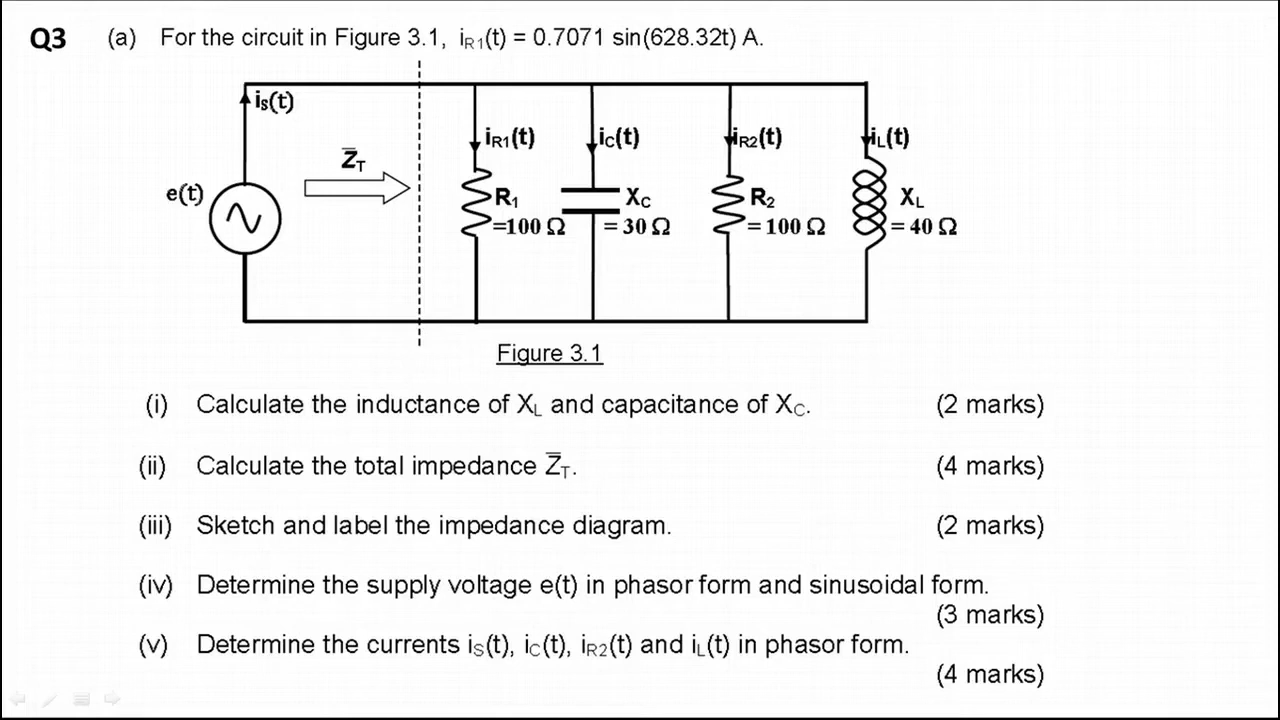 Q3 (a) For the circuit in Figure 3.1, iR1(t) = 0.7071 sin(628.32t) A.
iS(t)
iR1(t) iC(t) iR2(t) iL(t)
Z̅T
e(t)
R1 XC R2 XL
=100 Ω = 30 Ω = 100 Ω = 40 Ω
Figure 3.1
(i) Calculate the inductance of XL and capacitance of XC. (2 marks)
(ii) Calculate the total impedance Z̅T. (4 marks)
(iii) Sketch and label the impedance diagram. (2 marks)
(iv) Determine the supply voltage e(t) in phasor form and sinusoidal form.
(3 marks)
(v) Determine the currents iS(t), iC(t), iR2(t) and iL(t) in phasor form.
(4 marks)